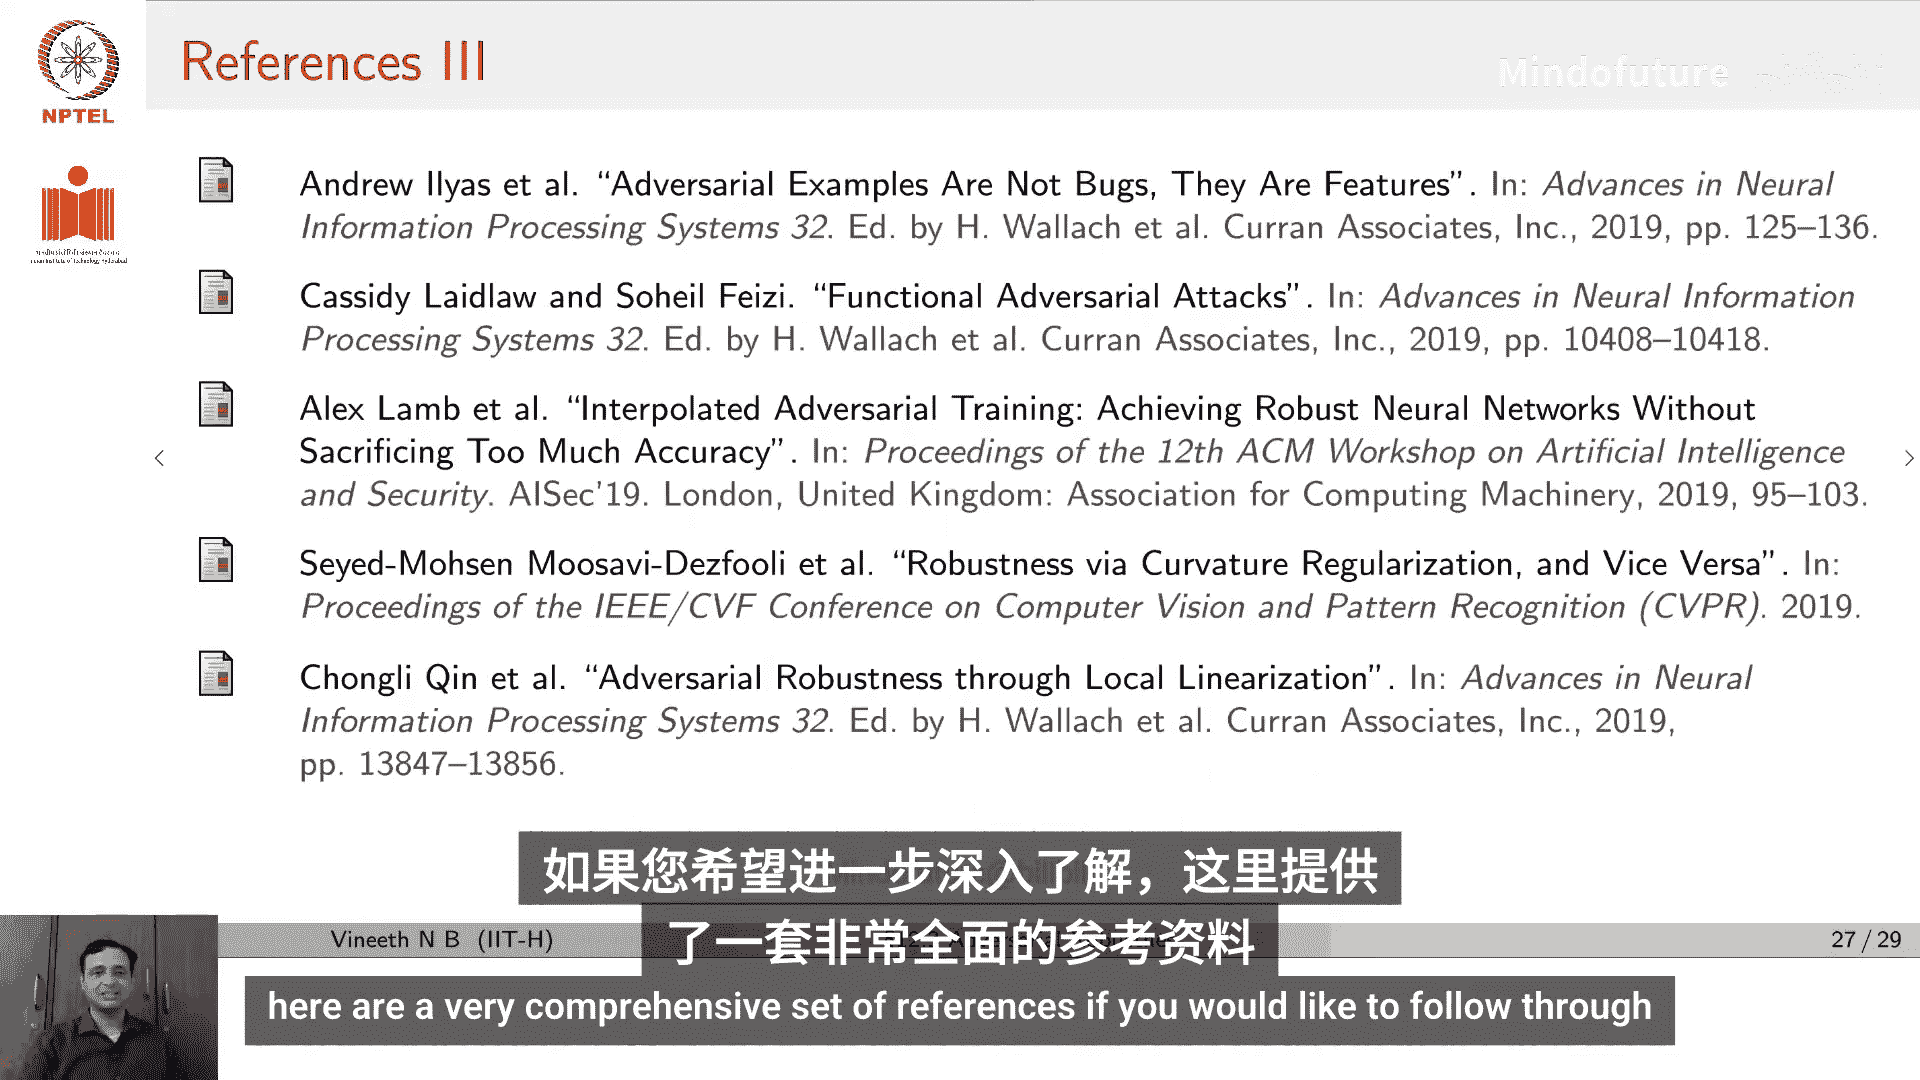 References III
Mindofuture
NPTEL
Andrew Ilyas et al. “Adversarial Examples Are Not Bugs, They Are Features”. In: Advances in Neural
Information Processing Systems 32. Ed. by H. Wallach et al. Curran Associates, Inc., 2019, pp. 125–136.
Cassidy Laidlaw and Soheil Feizi. “Functional Adversarial Attacks”. In: Advances in Neural Information
Processing Systems 32. Ed. by H. Wallach et al. Curran Associates, Inc., 2019, pp. 10408–10418.
Alex Lamb et al. “Interpolated Adversarial Training: Achieving Robust Neural Networks Without
Sacrificing Too Much Accuracy”. In: Proceedings of the 12th ACM Workshop on Artificial Intelligence
and Security. AISec’19. London, United Kingdom: Association for Computing Machinery, 2019, 95–103.
Seyed-Mohsen Moosavi-Dezfooli et al. “Robustness via Curvature Regularization, and Vice Versa”. In:
Proceedings of the IEEE/CVF Conference on Computer Vision and Pattern Recognition (CVPR). 2019.
Chongli Qin et al. “Adversarial Robustness through Local Linearization”. In: Advances in Neural
Information Processing Systems 32. Ed. by H. Wallach et al. Curran Associates, Inc., 2019,
pp. 13847–13856.
如果您希望进一步深入了解，这里提供
了一套非常全面的参考资料
Vineeth N B (IIT-H)
27 / 29
here are a very comprehensive set of references if you would like to follow through